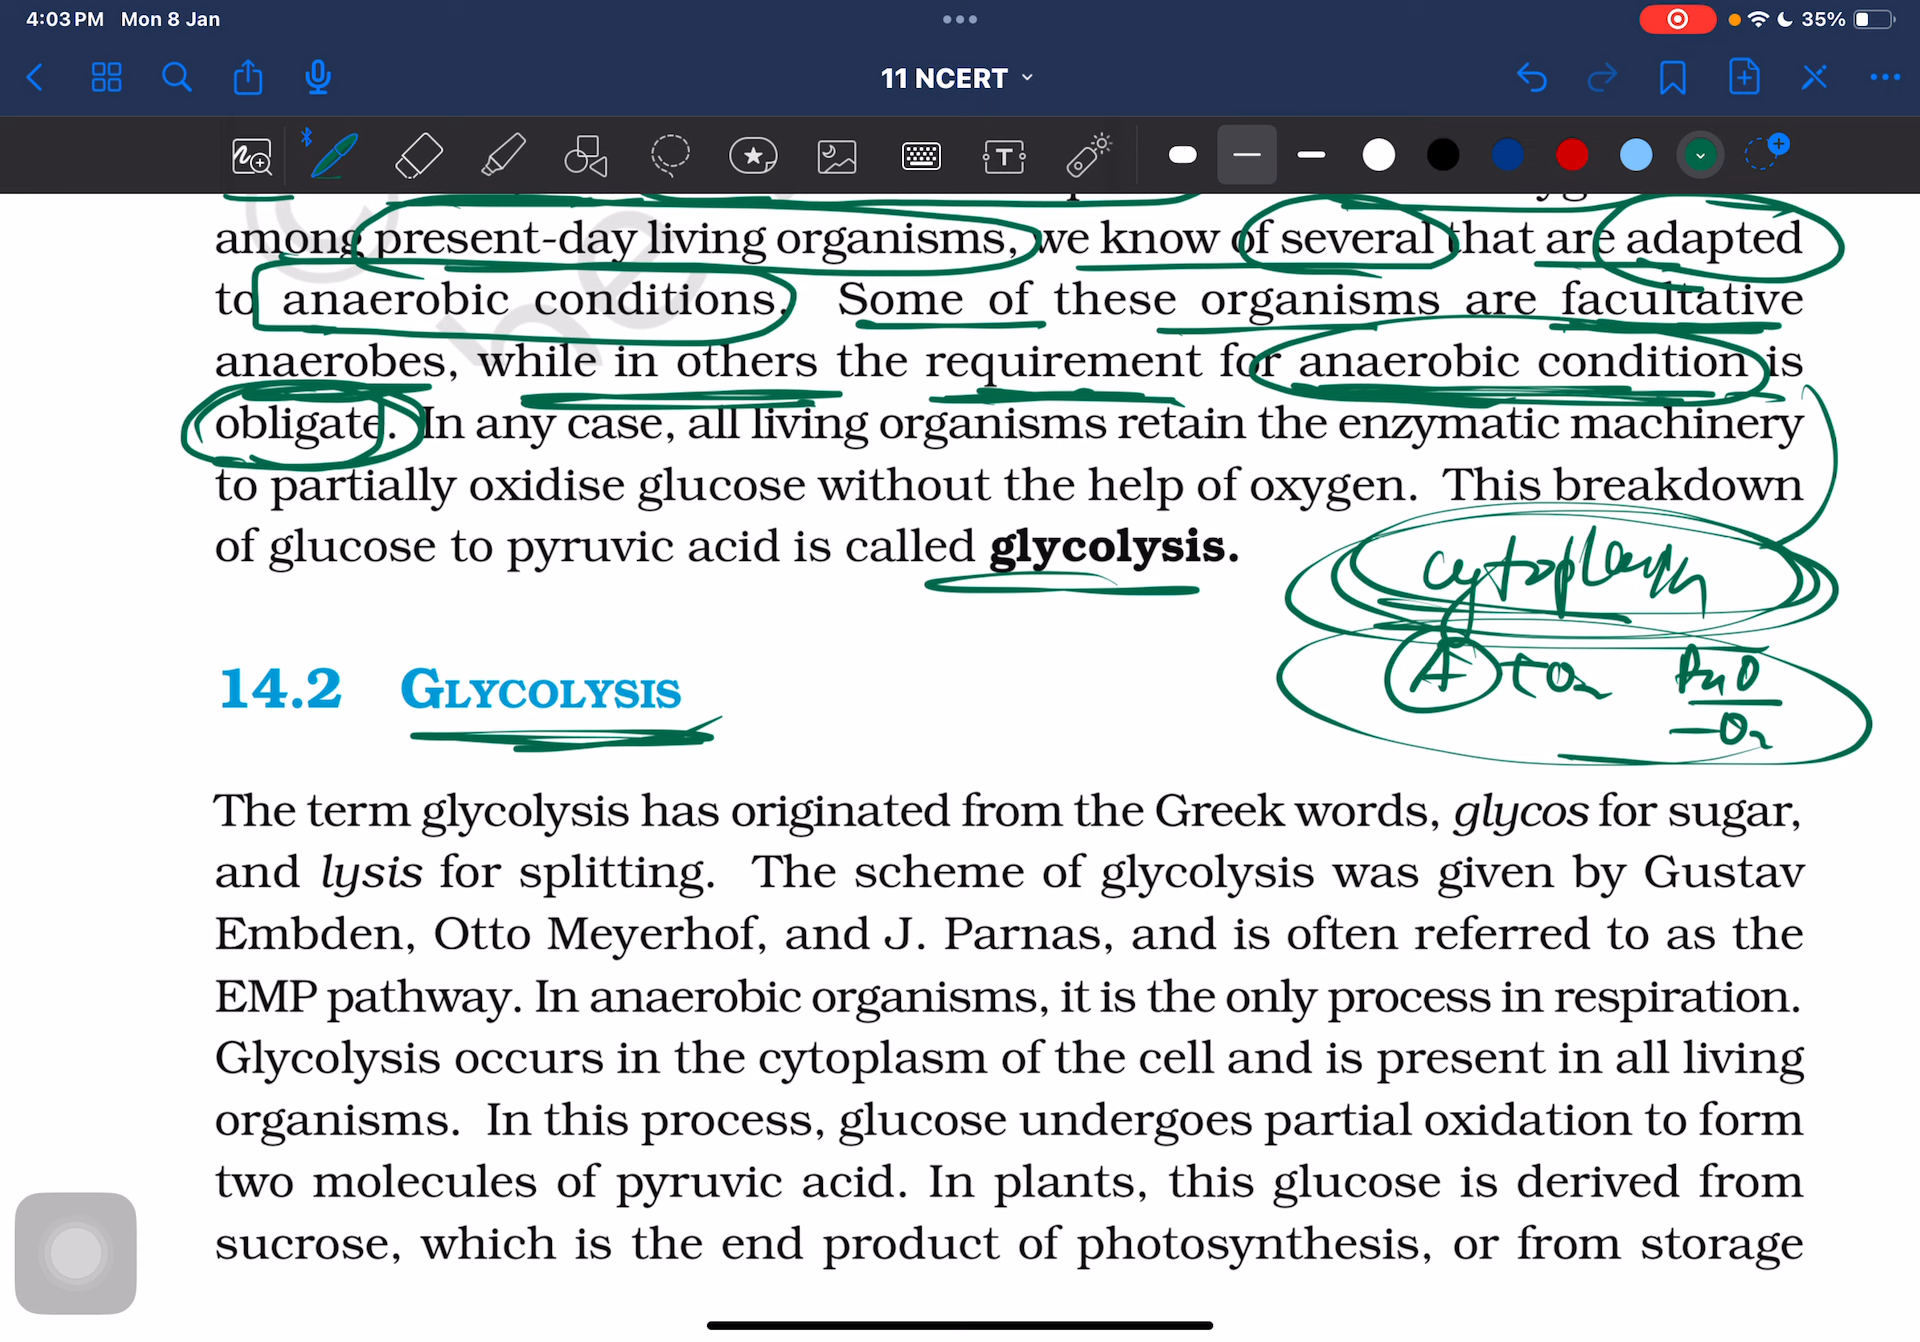 4:03 PM Mon 8 Jan
35%
11 NCERT
among present-day living organisms, we know of several that are adapted
to anaerobic conditions. Some of these organisms are facultative
anaerobes, while in others the requirement for anaerobic condition is
obligate. In any case, all living organisms retain the enzymatic machinery
to partially oxidise glucose without the help of oxygen. This breakdown
of glucose to pyruvic acid is called glycolysis.
cytoplasm
A + O₂
-O₂
14.2 GLYCOLYSIS
The term glycolysis has originated from the Greek words, glycos for sugar,
and lysis for splitting. The scheme of glycolysis was given by Gustav
Embden, Otto Meyerhof, and J. Parnas, and is often referred to as the
EMP pathway. In anaerobic organisms, it is the only process in respiration.
Glycolysis occurs in the cytoplasm of the cell and is present in all living
organisms. In this process, glucose undergoes partial oxidation to form
two molecules of pyruvic acid. In plants, this glucose is derived from
sucrose, which is the end product of photosynthesis, or from storage